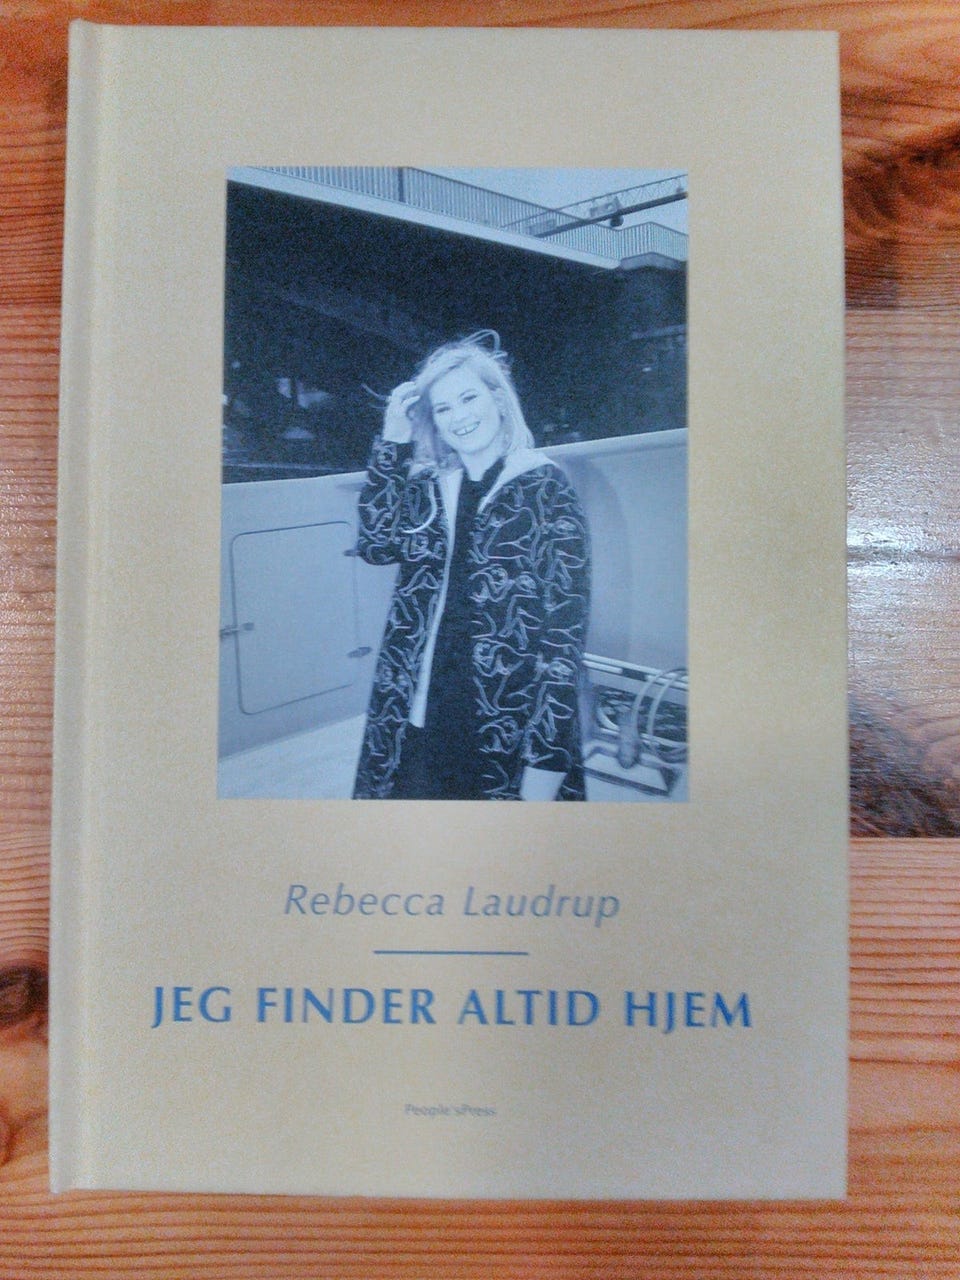 Rebecca Laudrup
JEG FINDER ALTID HJEM
People'sPress